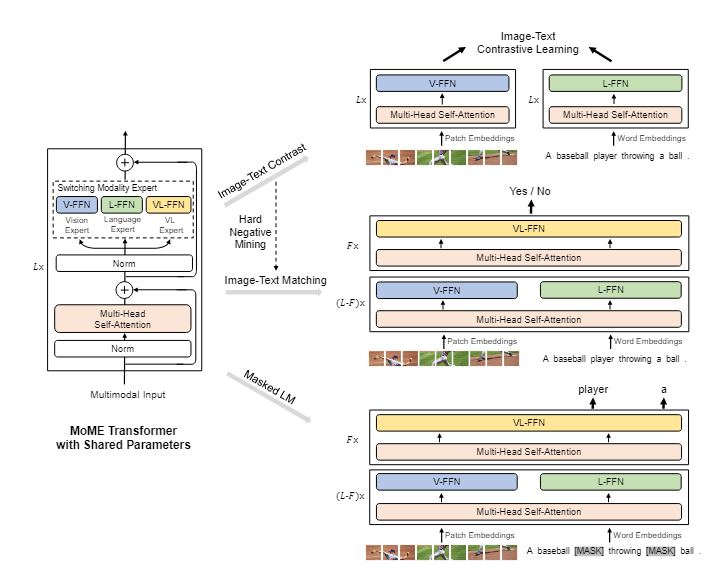 Image-Text
Contrastive Learning
V-FFN
Multi-Head Self-Attention
Lx
Patch Embeddings
L-FFN
Multi-Head Self-Attention
Lx
Word Embeddings
A baseball player throwing a ball .
Switching Modality Expert
V-FFN L-FFN VL-FFN
Vision
Expert
Language
Expert
VL
Expert
Norm
Lx
Multi-Head
Self-Attention
Norm
Multimodal Input
MoME Transformer
with Shared Parameters
Image-Text Contrast
Hard
Negative
Mining
Image-Text Matching
Masked LM
Yes / No
VL-FFN
Fx
Multi-Head Self-Attention
V-FFN L-FFN
(L-F)x
Multi-Head Self-Attention
Patch Embeddings Word Embeddings
A baseball player throwing a ball .
player a
VL-FFN
Fx
Multi-Head Self-Attention
V-FFN L-FFN
(L-F)x
Multi-Head Self-Attention
Patch Embeddings Word Embeddings
A baseball [MASK] throwing [MASK] ball .